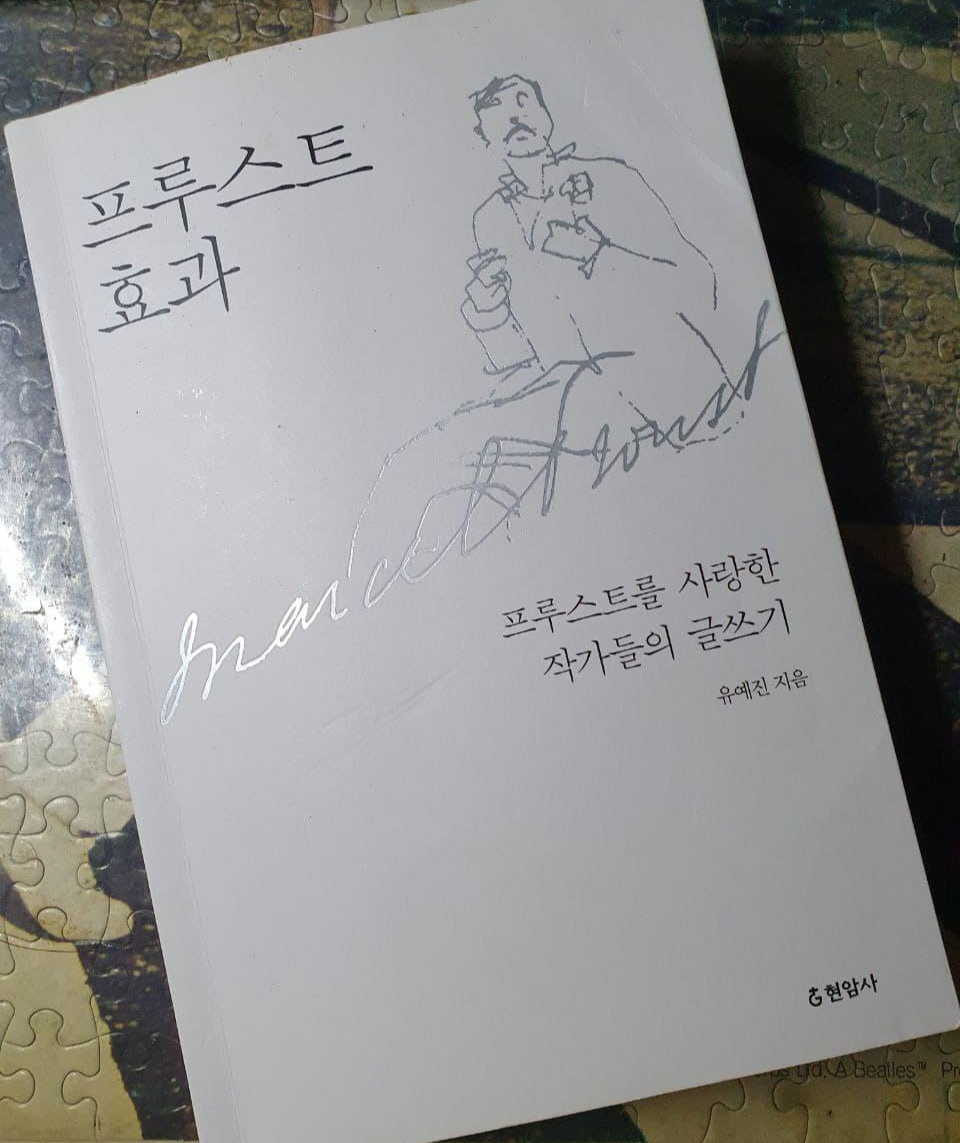 프루스트
효과
Marcel Proust
프루스트를 사랑한
작가들의 글쓰기
유예진 지음
현암사
Ltd. A Beatles™